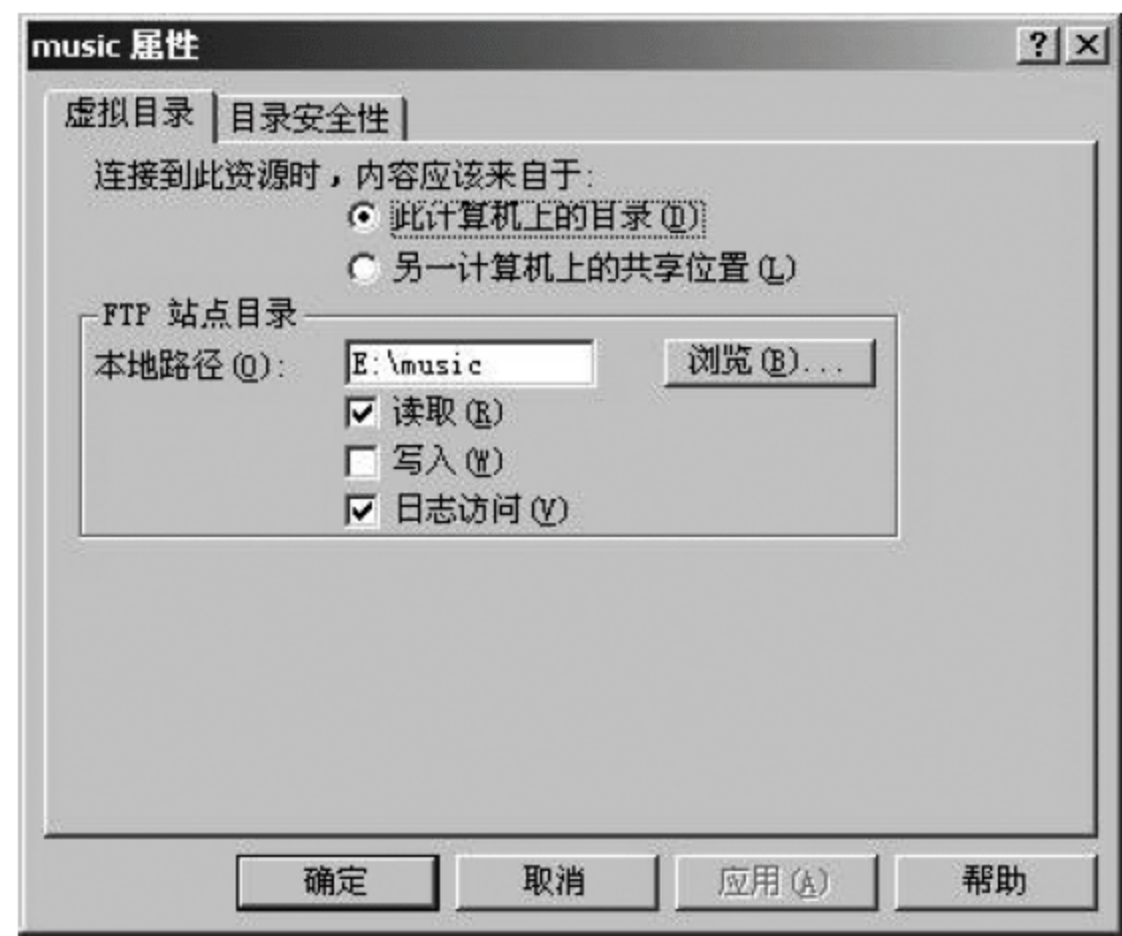 music 属性
虚拟目录 目录安全性
连接到此资源时，内容应该来自于:
此计算机上的目录(D)
另一计算机上的共享位置(L)
FTP 站点目录
本地路径(O): E:\music 浏览(B)...
读取(R)
写入(W)
日志访问(V)
确定 取消 应用(A) 帮助